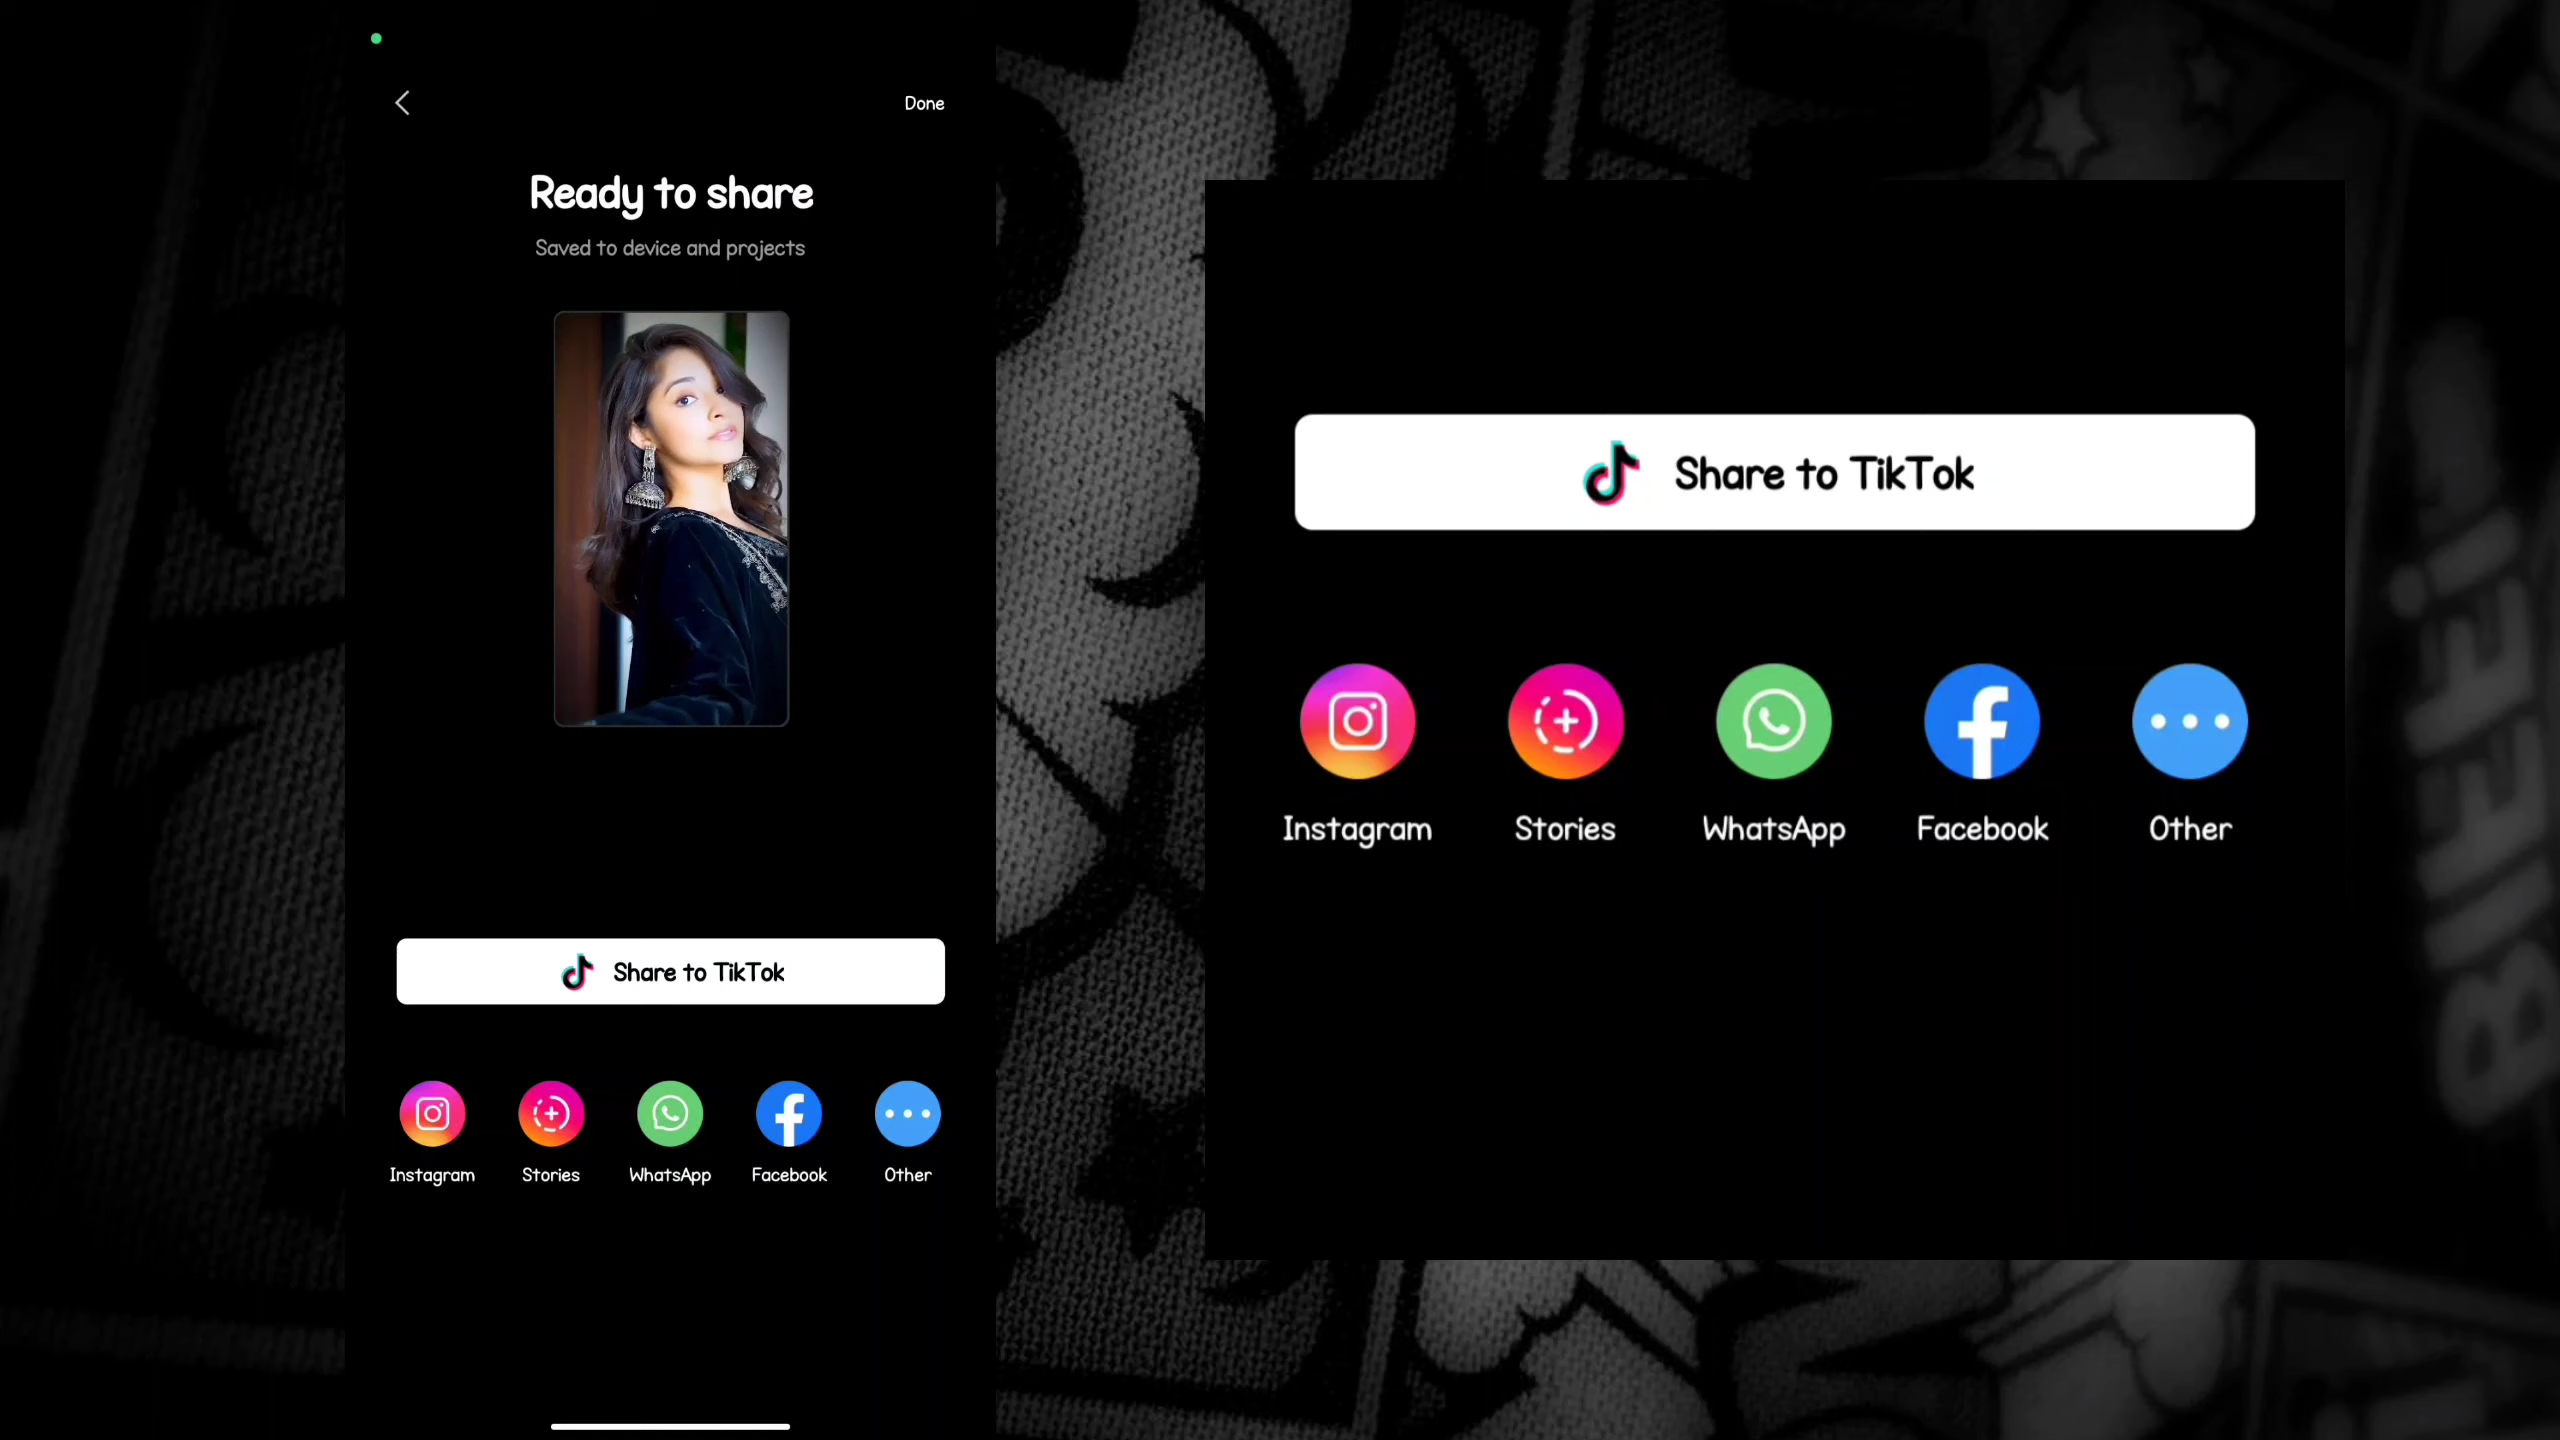 Done
Ready to share
Saved to device and projects
Share to TikTok
Instagram
Stories
WhatsApp
Facebook
Other
Share to TikTok
Instagram
Stories
WhatsApp
Facebook
Other